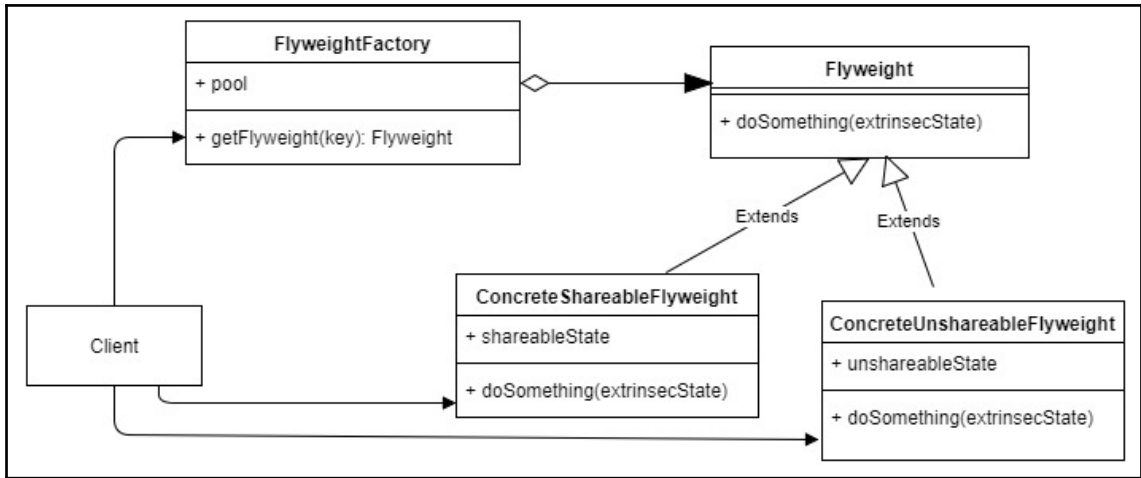 FlyweightFactory
+ pool
+ getFlyweight(key): Flyweight
Flyweight
+ doSomething(extrinsecState)
Extends
Extends
Client
ConcreteShareableFlyweight
+ shareableState
+ doSomething(extrinsecState)
ConcreteUnshareableFlyweight
+ unshareableState
+ doSomething(extrinsecState)